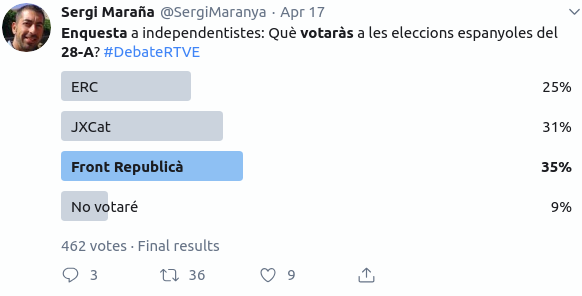 Sergi Maraña @SergiMaranya · Apr 17
Enquesta a independentistes: Què votaràs a les eleccions espanyoles del
28-A? #DebateRTVE
ERC 25%
JXCat 31%
Front Republicà 35%
No votaré 9%
462 votes · Final results
3 36 9